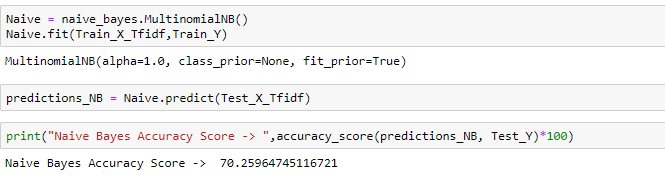 Naive = naive_bayes.MultinomialNB()
Naive.fit(Train_X_Tfidf,Train_Y)
MultinomialNB(alpha=1.0, class_prior=None, fit_prior=True)
predictions_NB = Naive.predict(Test_X_Tfidf)
print("Naive Bayes Accuracy Score -> ",accuracy_score(predictions_NB, Test_Y)*100)
Naive Bayes Accuracy Score ->  70.25964745116721